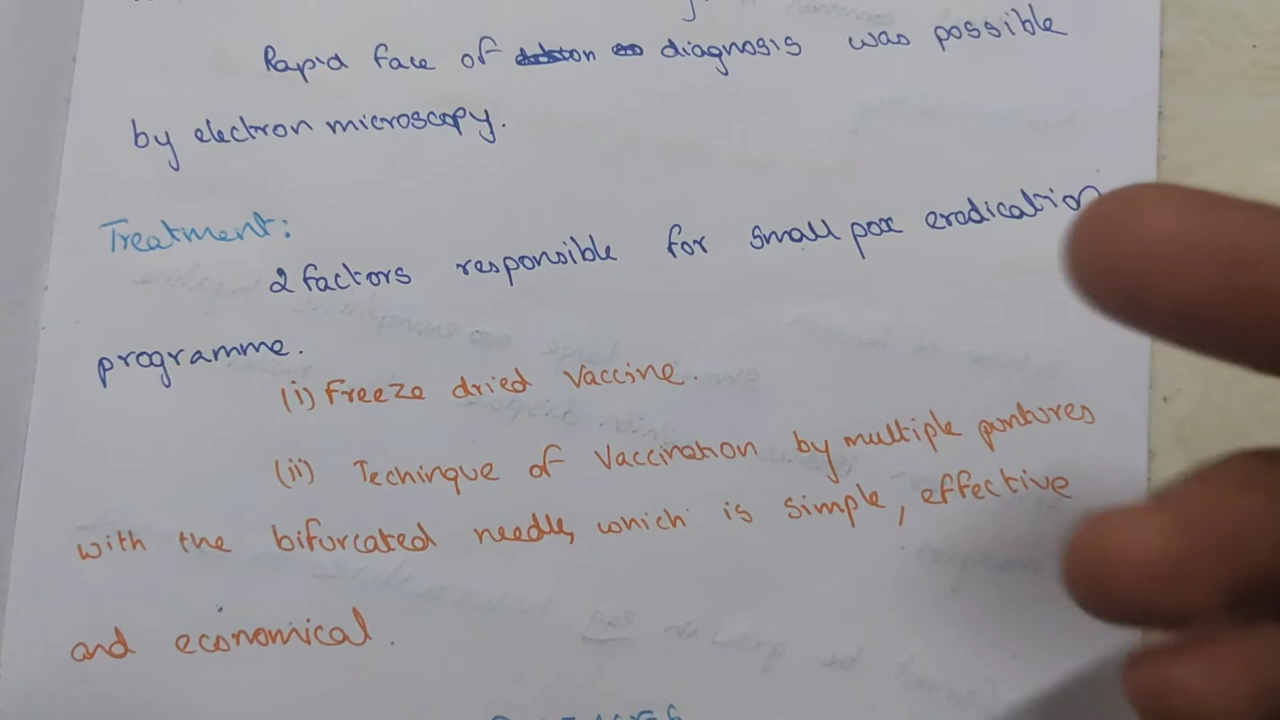 Rapid face of diagnosis was possible
by electron microscopy.
Treatment:
2 factors responsible for small pox eradication
programme.
(i) Freeze dried Vaccine.
(ii) Techinque of Vaccination by multiple puntures
with the bifurcated needle, which is simple, effective
and economical.